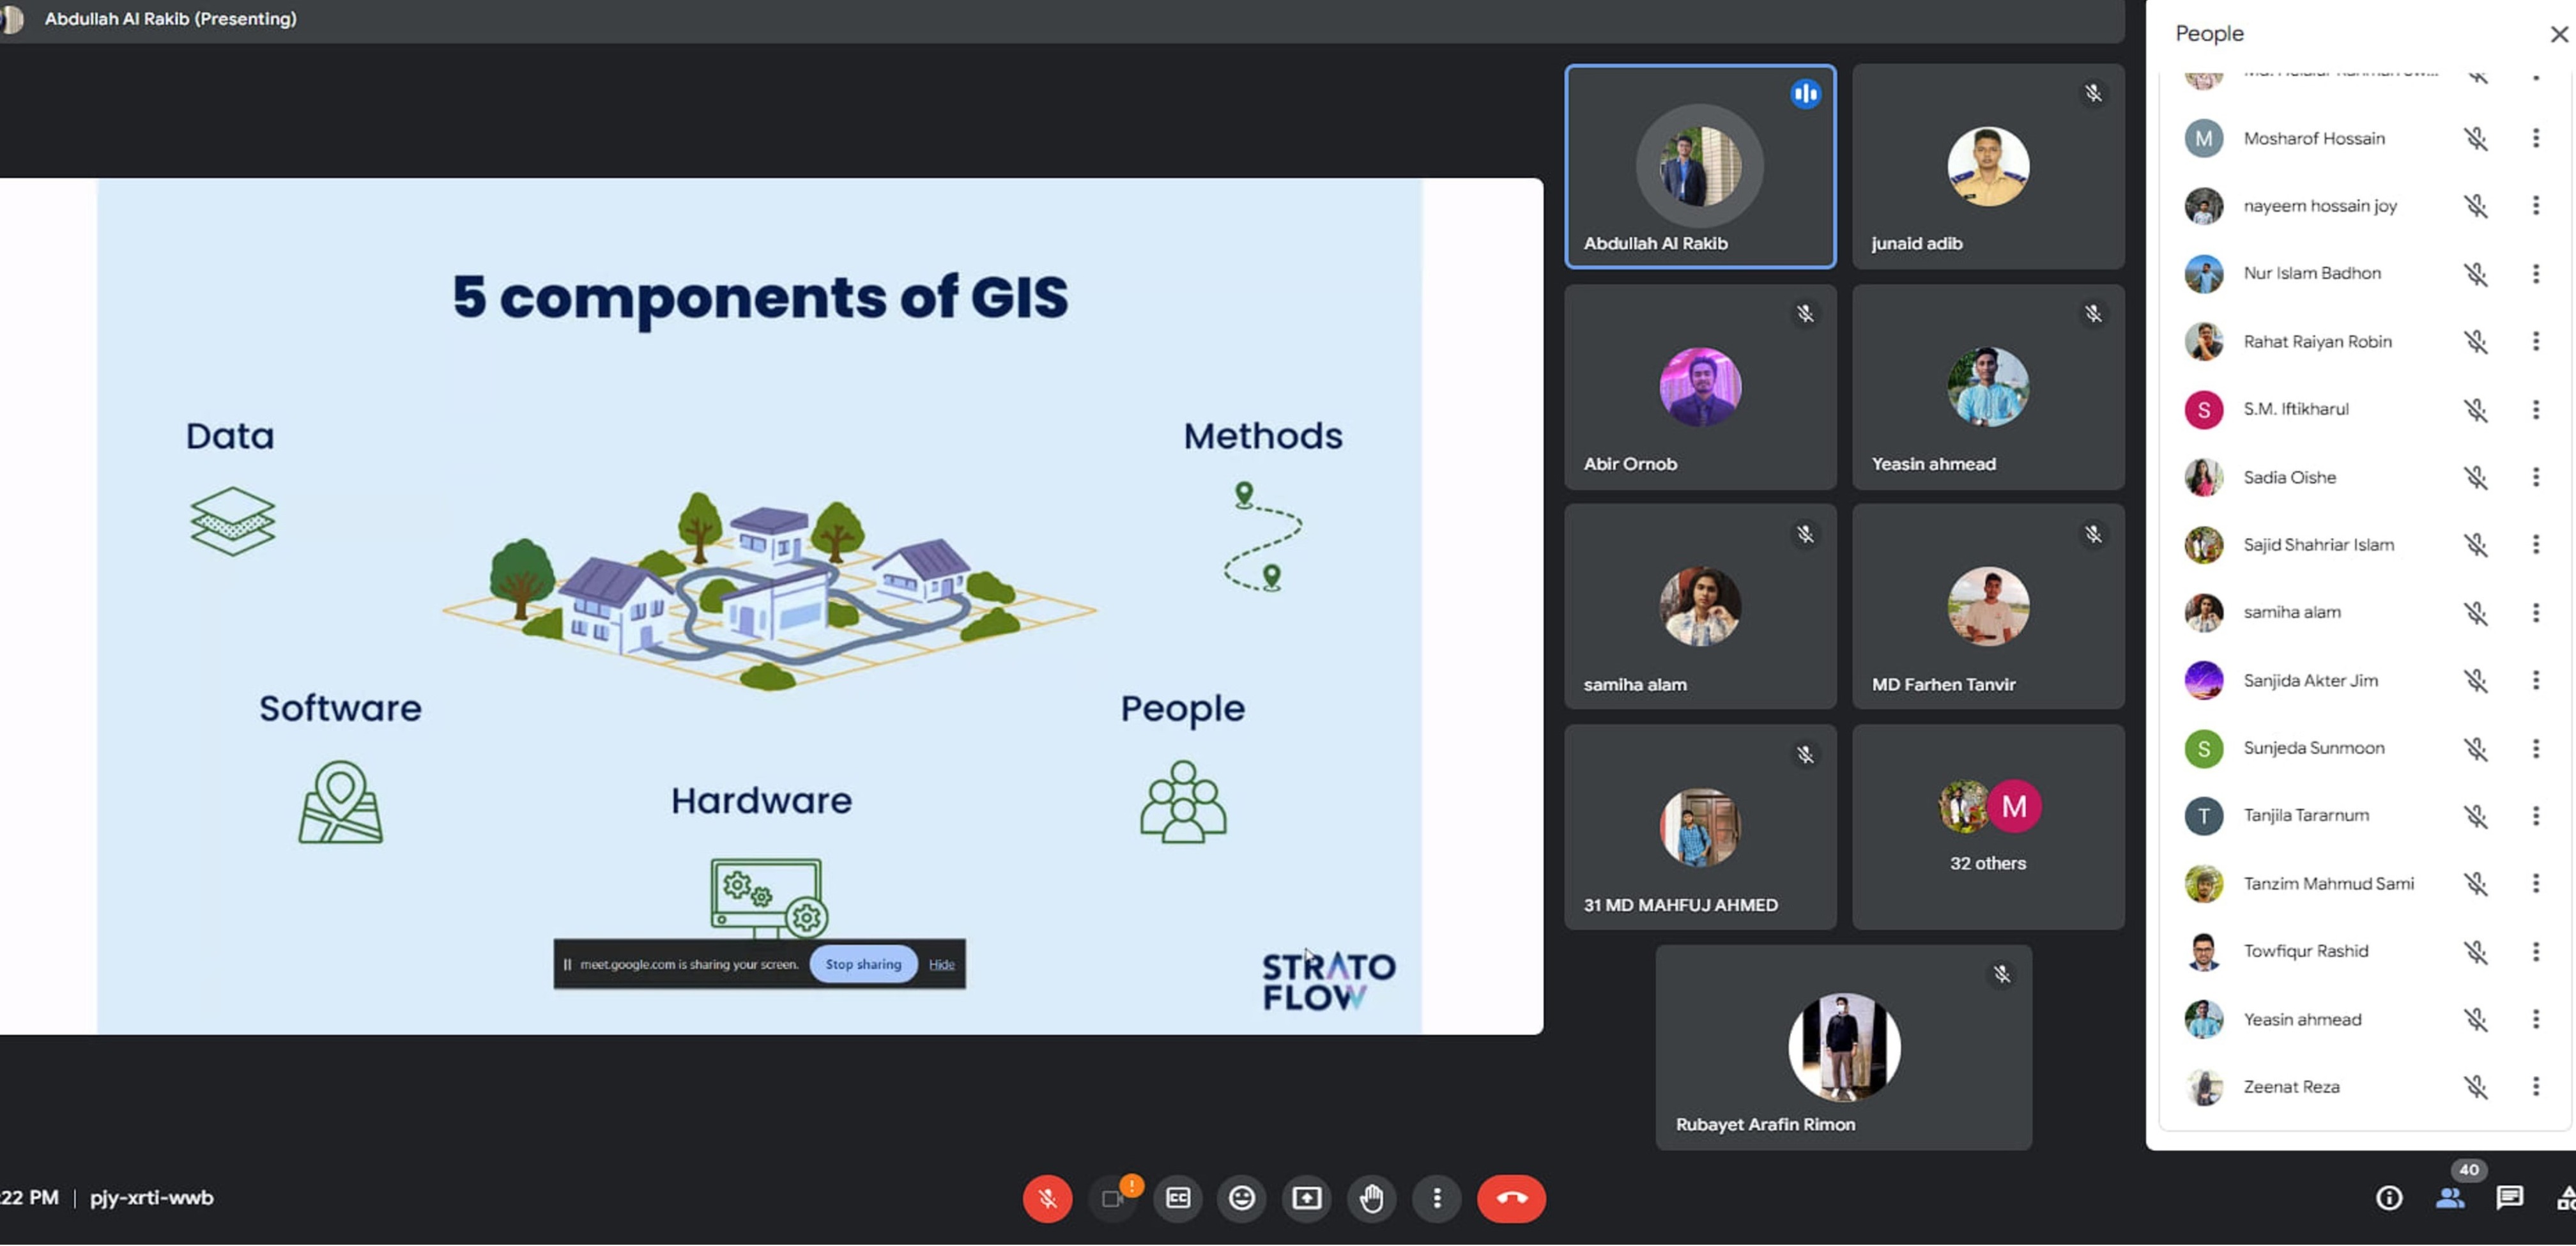 Abdullah Al Rakib (Presenting)
5 components of GIS
Data
Methods
Software
People
Hardware
meet.google.com is sharing your screen.
Stop sharing
Hide
STRATO
FLOW
Abdullah Al Rakib
junaid adib
Abir Ornob
Yeasin ahmead
samiha alam
MD Farhen Tanvir
31 MD MAHFUJ AHMED
M
32 others
Rubayet Arafin Rimon
People
M
Mosharof Hossain
nayeem hossain joy
Nur Islam Badhon
Rahat Raiyan Robin
S
S.M. Iftikharul
Sadia Oishe
Sajid Shahriar Islam
samiha alam
Sanjida Akter Jim
S
Sunjeda Sunmoon
T
Tanjila Tararnum
Tanzim Mahmud Sami
Towfiqur Rashid
Yeasin ahmead
Zeenat Reza
:22 PM | pjy-xrti-wwb
!
CC
40